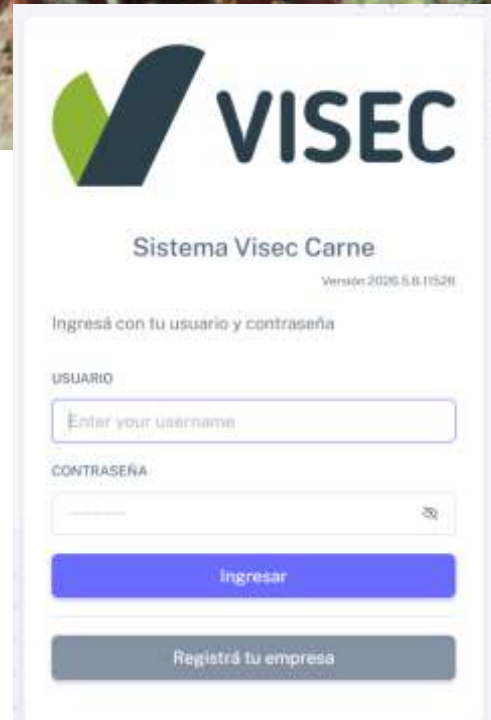 VISEC
Sistema Visec Carne
Versión 2026.5.8.11526
Ingresá con tu usuario y contraseña
USUARIO
Enter your username
CONTRASEÑA
Ingresar
Registrá tu empresa